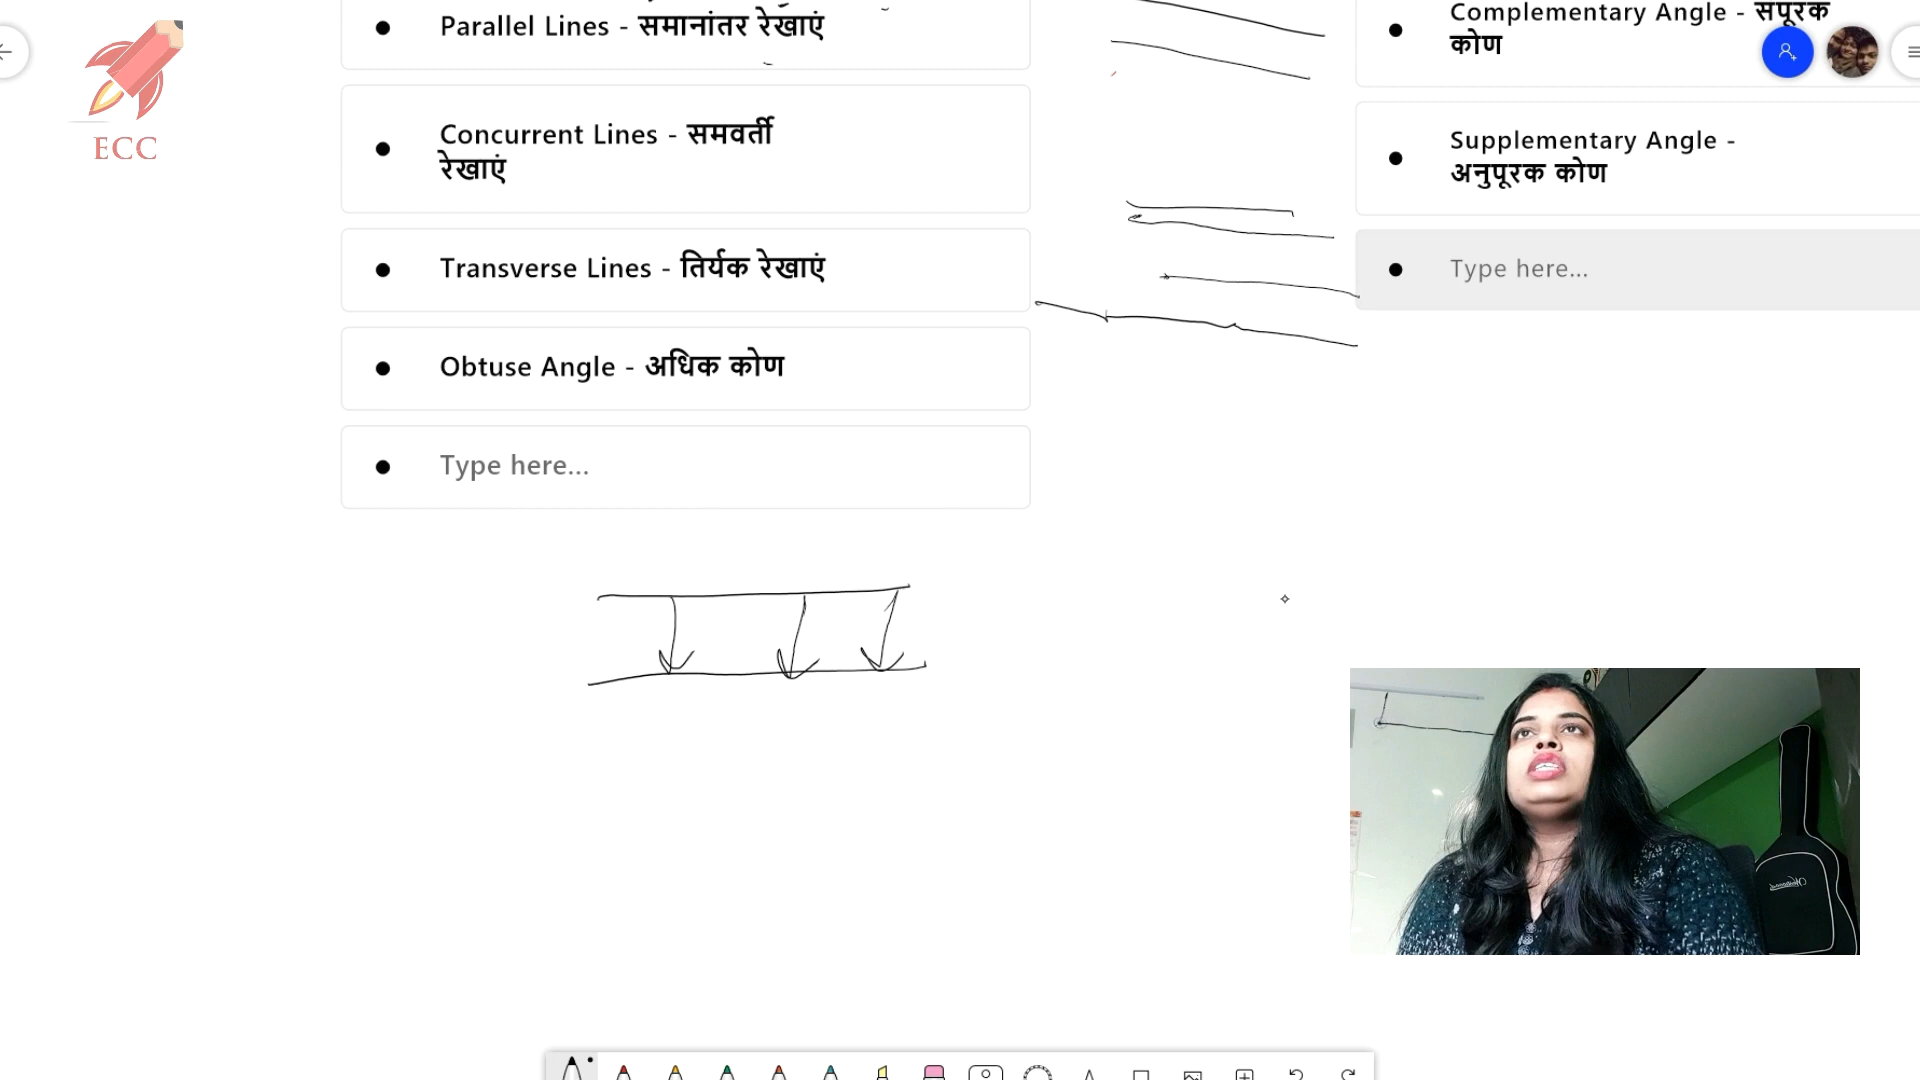 Parallel Lines - समानांतर रेखाएं
Concurrent Lines - समवर्ती
रेखाएं
Transverse Lines - तिर्यक रेखाएं
Obtuse Angle - अधिक कोण
Type here...
Complementary Angle - संपूरक
कोण
Supplementary Angle -
अनुपूरक कोण
Type here...
ECC